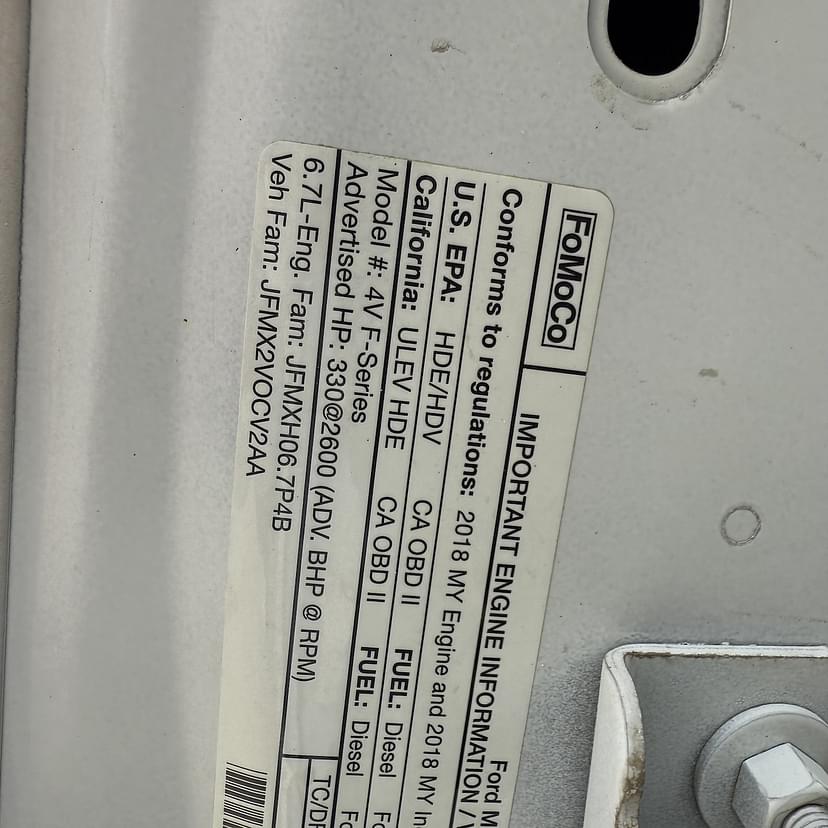 FoMoCo
IMPORTANT ENGINE INFORMATION /
Ford
Conforms to regulations: 2018 MY Engine and 2018 MY
U.S. EPA: HDE/HDV FUEL: Diesel
California: ULEV HDE CA OBD II FUEL: Diesel
Model #: 4V F-Series CA OBD II
Advertised HP: 330@2600 (ADV. BHP @ RPM)
6.7L-Eng. Fam: JFMXH06.7P4B
Veh Fam: JFMX2VOCV2AA